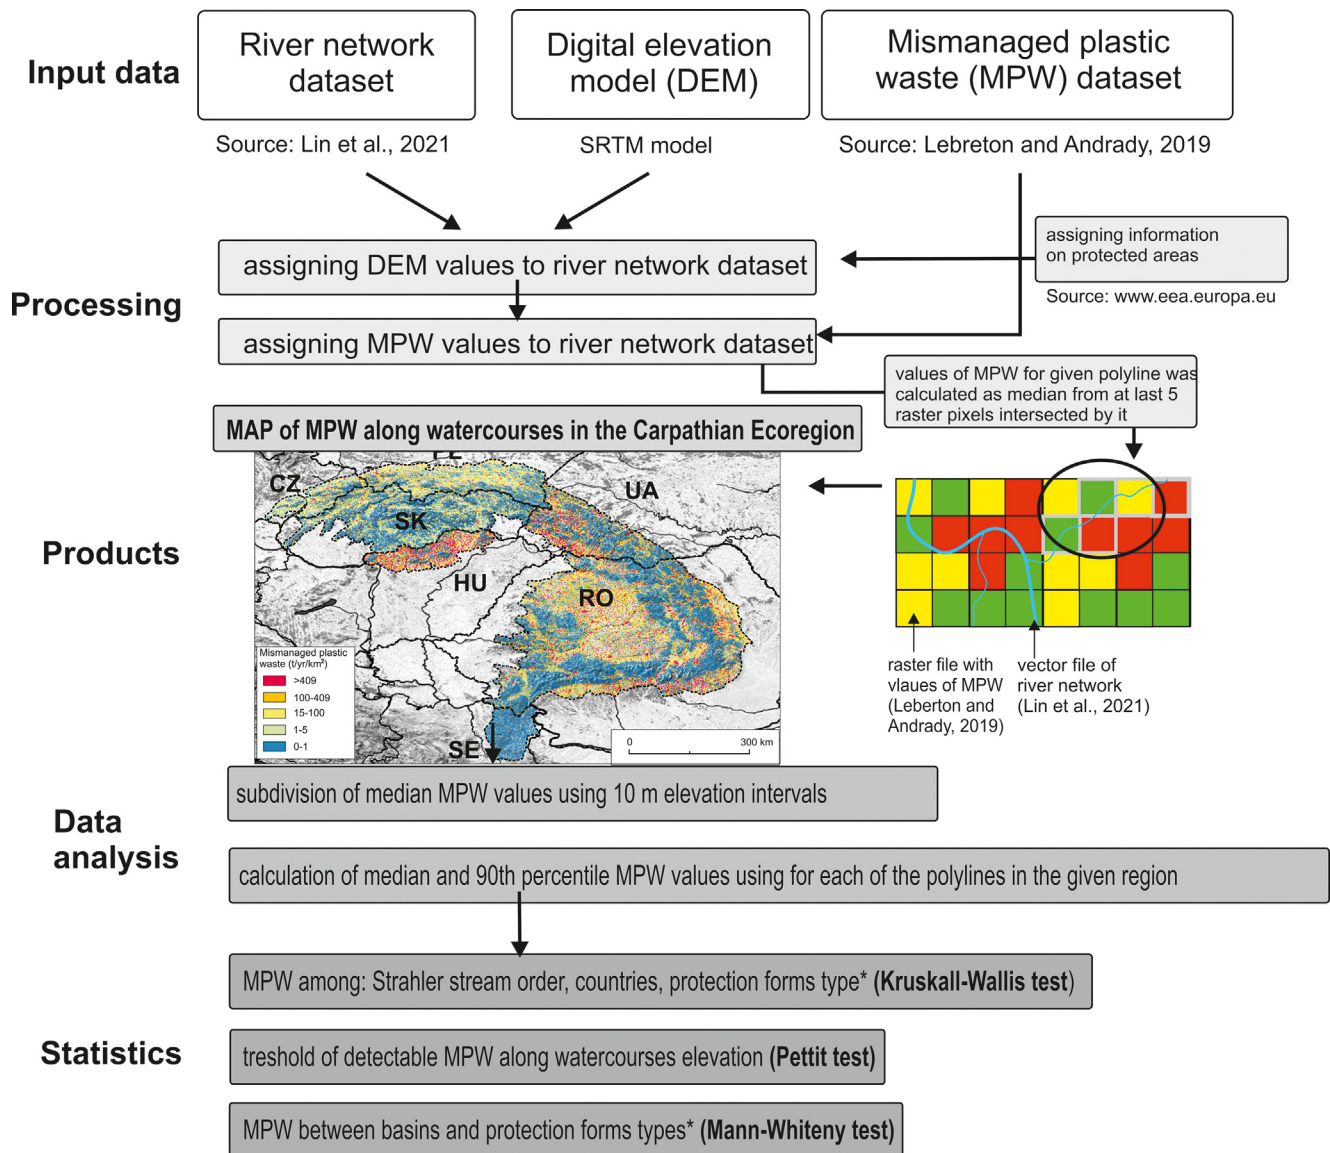 Input data
River network
dataset
Digital elevation
model (DEM)
Mismanaged plastic
waste (MPW) dataset
Source: Lin et al., 2021
SRTM model
Source: Lebreton and Andrady, 2019
assigning information
on protected areas
Source: www.eea.europa.eu
Processing
assigning DEM values to river network dataset
assigning MPW values to river network dataset
values of MPW for given polyline was
calculated as median from at last 5
raster pixels intersected by it
Products
MAP of MPW along watercourses in the Carpathian Ecoregion
CZ
PL
UA
SK
HU
RO
SE
Mismanaged plastic
waste (t/yr/km²)
>409
100-409
15-100
1-5
0-1
0
300 km
raster file with
vlaues of MPW
(Leberton and
Andrady, 2019)
vector file of
river network
(Lin et al., 2021)
Data
analysis
subdivision of median MPW values using 10 m elevation intervals
calculation of median and 90th percentile MPW values using for each of the polylines in the given region
Statistics
MPW among: Strahler stream order, countries, protection forms type* (Kruskall-Wallis test)
treshold of detectable MPW along watercourses elevation (Pettit test)
MPW between basins and protection forms types* (Mann-Whiteny test)